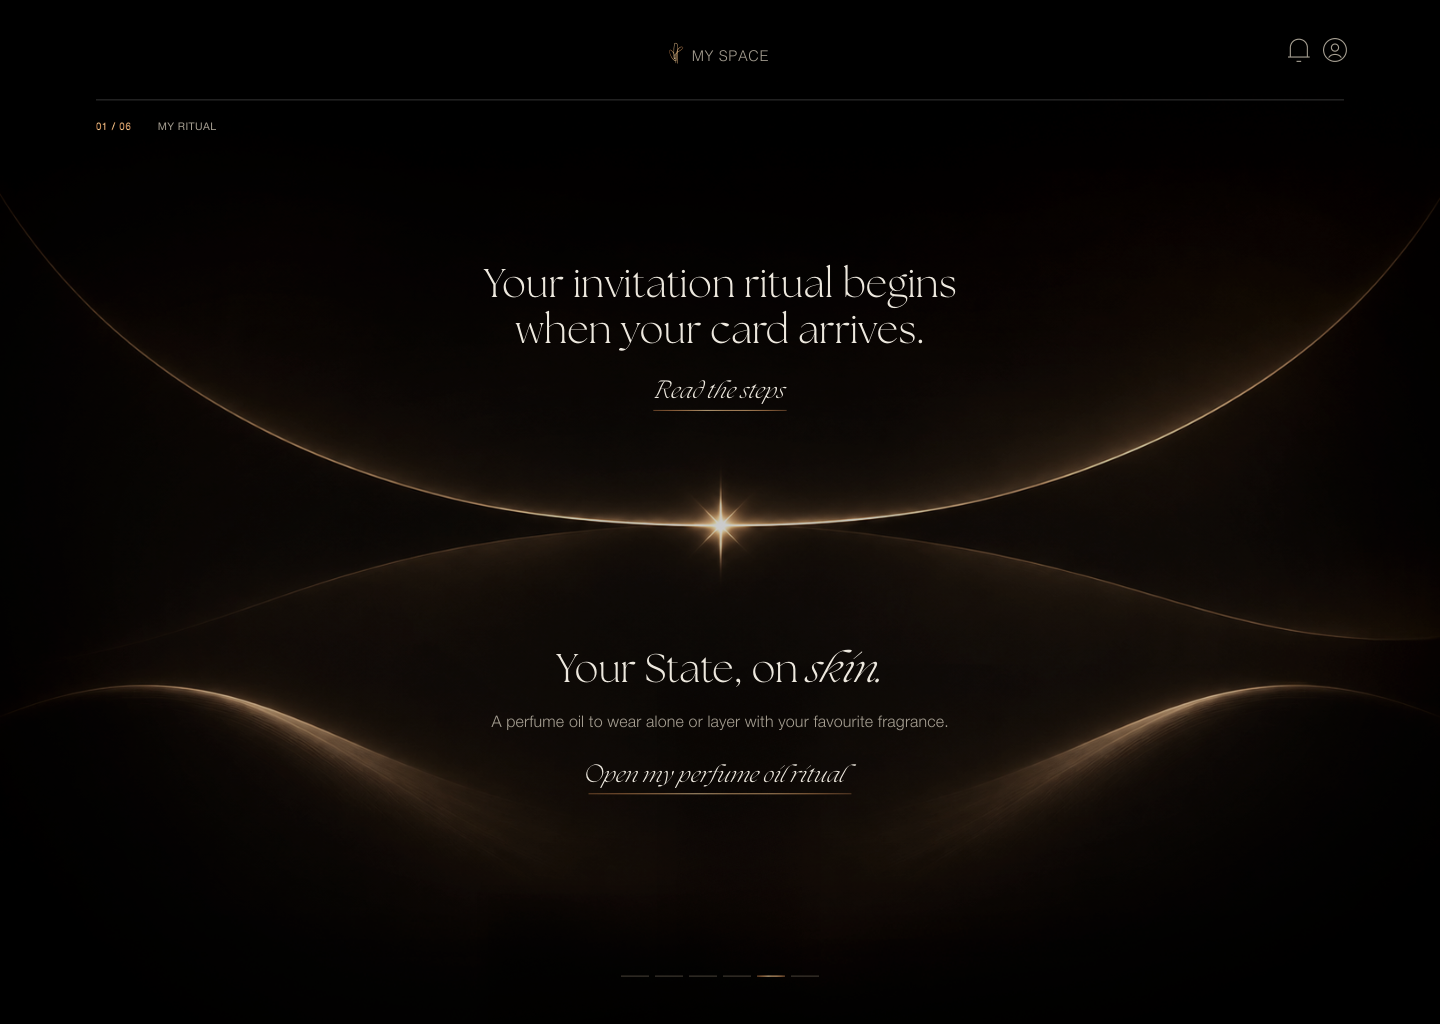 MY SPACE
01 / 06 MY RITUAL
Your invitation ritual begins
when your card arrives.
Read the steps
Your State, on skin.
A perfume oil to wear alone or layer with your favourite fragrance.
Open my perfume oil ritual